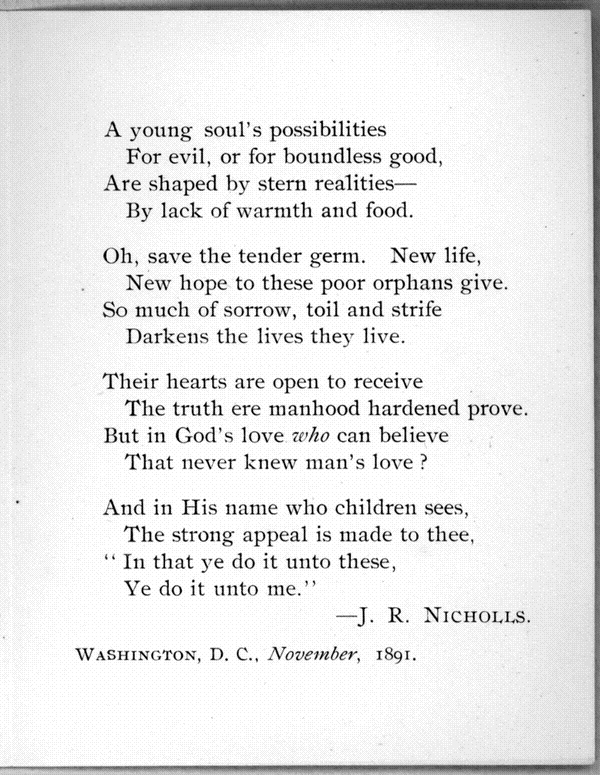 A young soul's possibilities
For evil, or for boundless good,
Are shaped by stern realities—
By lack of warmth and food.
Oh, save the tender germ. New life,
New hope to these poor orphans give.
So much of sorrow, toil and strife
Darkens the lives they live.
Their hearts are open to receive
The truth ere manhood hardened prove.
But in God's love who can believe
That never knew man's love?
And in His name who children sees,
The strong appeal is made to thee,
“In that ye do it unto these,
Ye do it unto me.”
—J. R. NICHOLLS.
WASHINGTON, D. C., November, 1891.